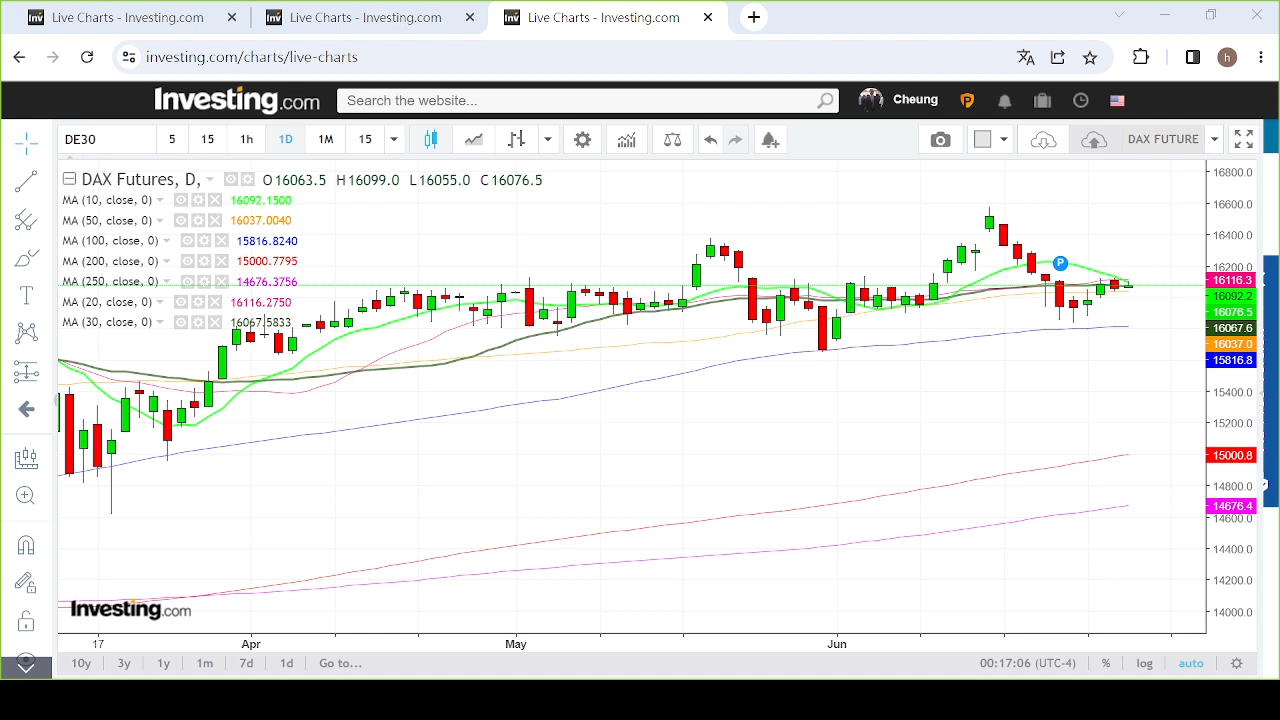 Live Charts - Investing.com
Live Charts - Investing.com
Live Charts - Investing.com
investing.com/charts/live-charts
h
Investing.com
Search the website...
Cheung
P
DE30
5
15
1h
1D
1M
15
DAX FUTURE
DAX Futures, D,
O16063.5 H16099.0 L16055.0 C16076.5
MA (10, close, 0) 16092.1500
MA (50, close, 0) 16037.0040
MA (100, close, 0) 15816.8240
MA (200, close, 0) 15000.7795
MA (250, close, 0) 14676.3756
MA (20, close, 0) 16116.2750
MA (30, close, 0) 16067.5833
P
16800.0
16600.0
16400.0
16200.0
16116.3
16092.2
16076.5
16067.6
16037.0
15816.8
15400.0
15200.0
15000.8
14800.0
14676.4
14600.0
14400.0
14200.0
14000.0
Investing.com
17 Apr May Jun
10y 3y 1y 1m 7d 1d Go to... 00:17:06 (UTC-4) % log auto